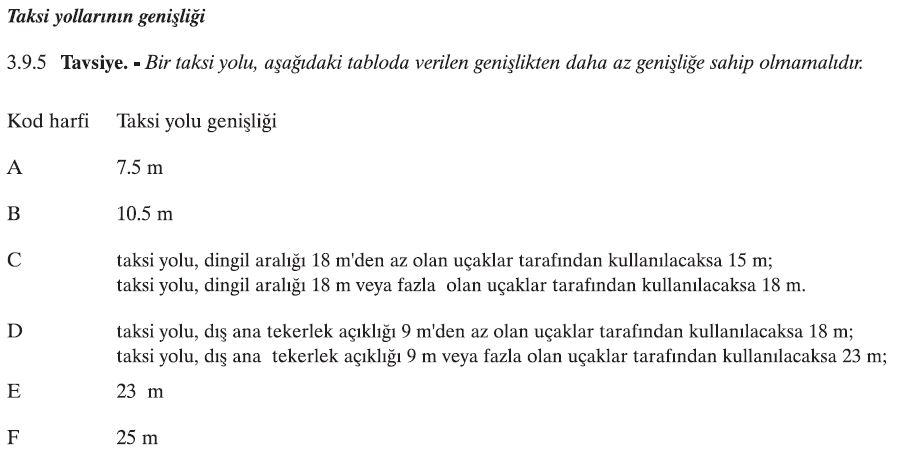 Taksi yollarının genişliği
3.9.5 Tavsiye. - Bir taksi yolu, aşağıdaki tabloda verilen genişlikten daha az genişliğe sahip olmamalıdır.
Kod harfi Taksi yolu genişliği
A 7.5 m
B 10.5 m
C taksi yolu, dingil aralığı 18 m'den az olan uçaklar tarafından kullanılacaksa 15 m;
taksi yolu, dingil aralığı 18 m veya fazla olan uçaklar tarafından kullanılacaksa 18 m.
D taksi yolu, dış ana tekerlek açıklığı 9 m'den az olan uçaklar tarafından kullanılacaksa 18 m;
taksi yolu, dış ana tekerlek açıklığı 9 m veya fazla olan uçaklar tarafından kullanılacaksa 23 m;
E 23 m
F 25 m